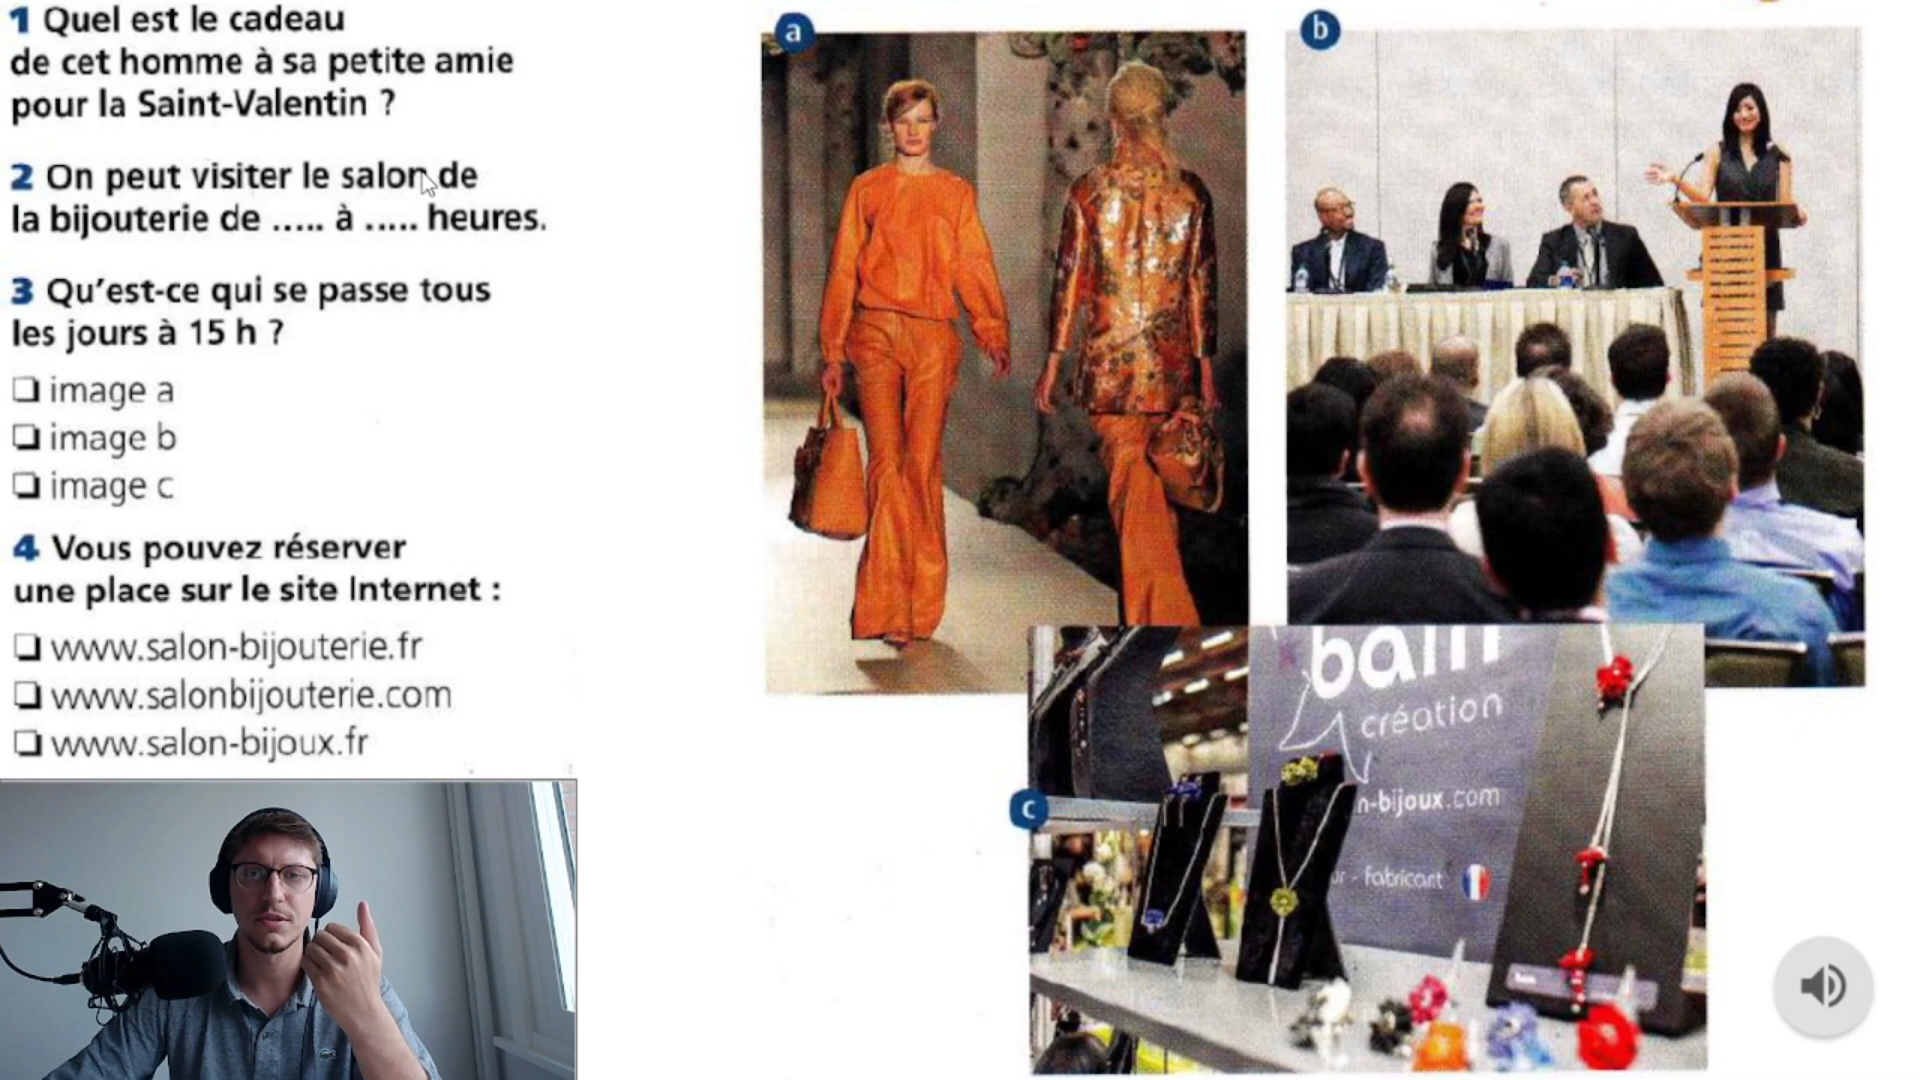 1 Quel est le cadeau
de cet homme à sa petite amie
pour la Saint-Valentin ?
2 On peut visiter le salon de
la bijouterie de ..... à ..... heures.
3 Qu'est-ce qui se passe tous
les jours à 15 h ?
❑ image a
❑ image b
❑ image c
4 Vous pouvez réserver
une place sur le site Internet :
❑ www.salon-bijouterie.fr
❑ www.salonbijouterie.com
❑ www.salon-bijoux.fr
a
b
c
création
n-bijoux.com
ur - fabricant